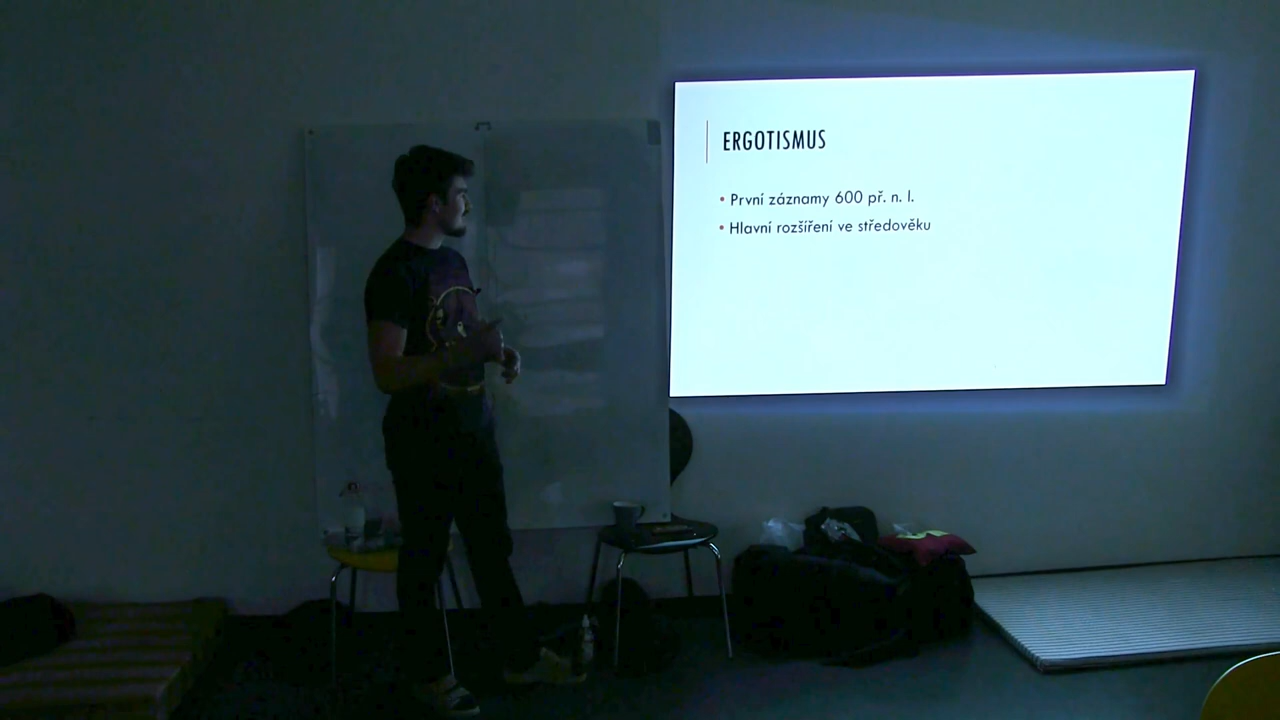 ERGOTISMUS
• První záznamy 600 př. n. l.
• Hlavní rozšíření ve středověku